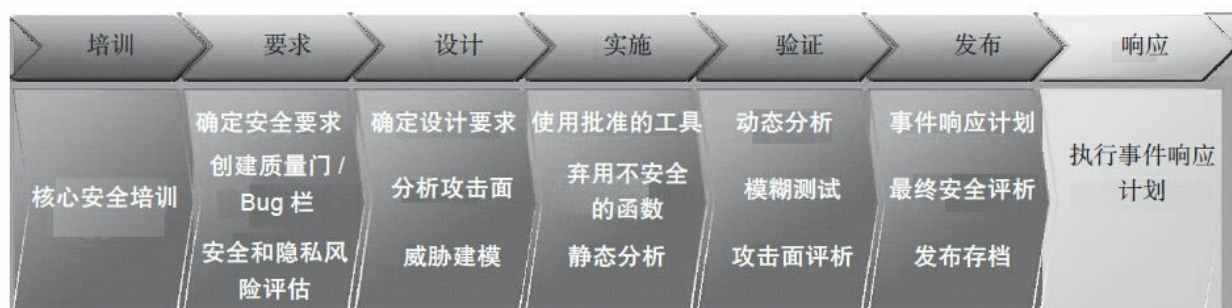 培训
要求
设计
实施
验证
发布
响应
核心安全培训
确定安全要求
创建质量门 /
Bug 栏
安全和隐私风
险评估
确定设计要求
分析攻击面
威胁建模
使用批准的工具
弃用不安全
的函数
静态分析
动态分析
模糊测试
攻击面评析
事件响应计划
最终安全评析
发布存档
执行事件响应
计划